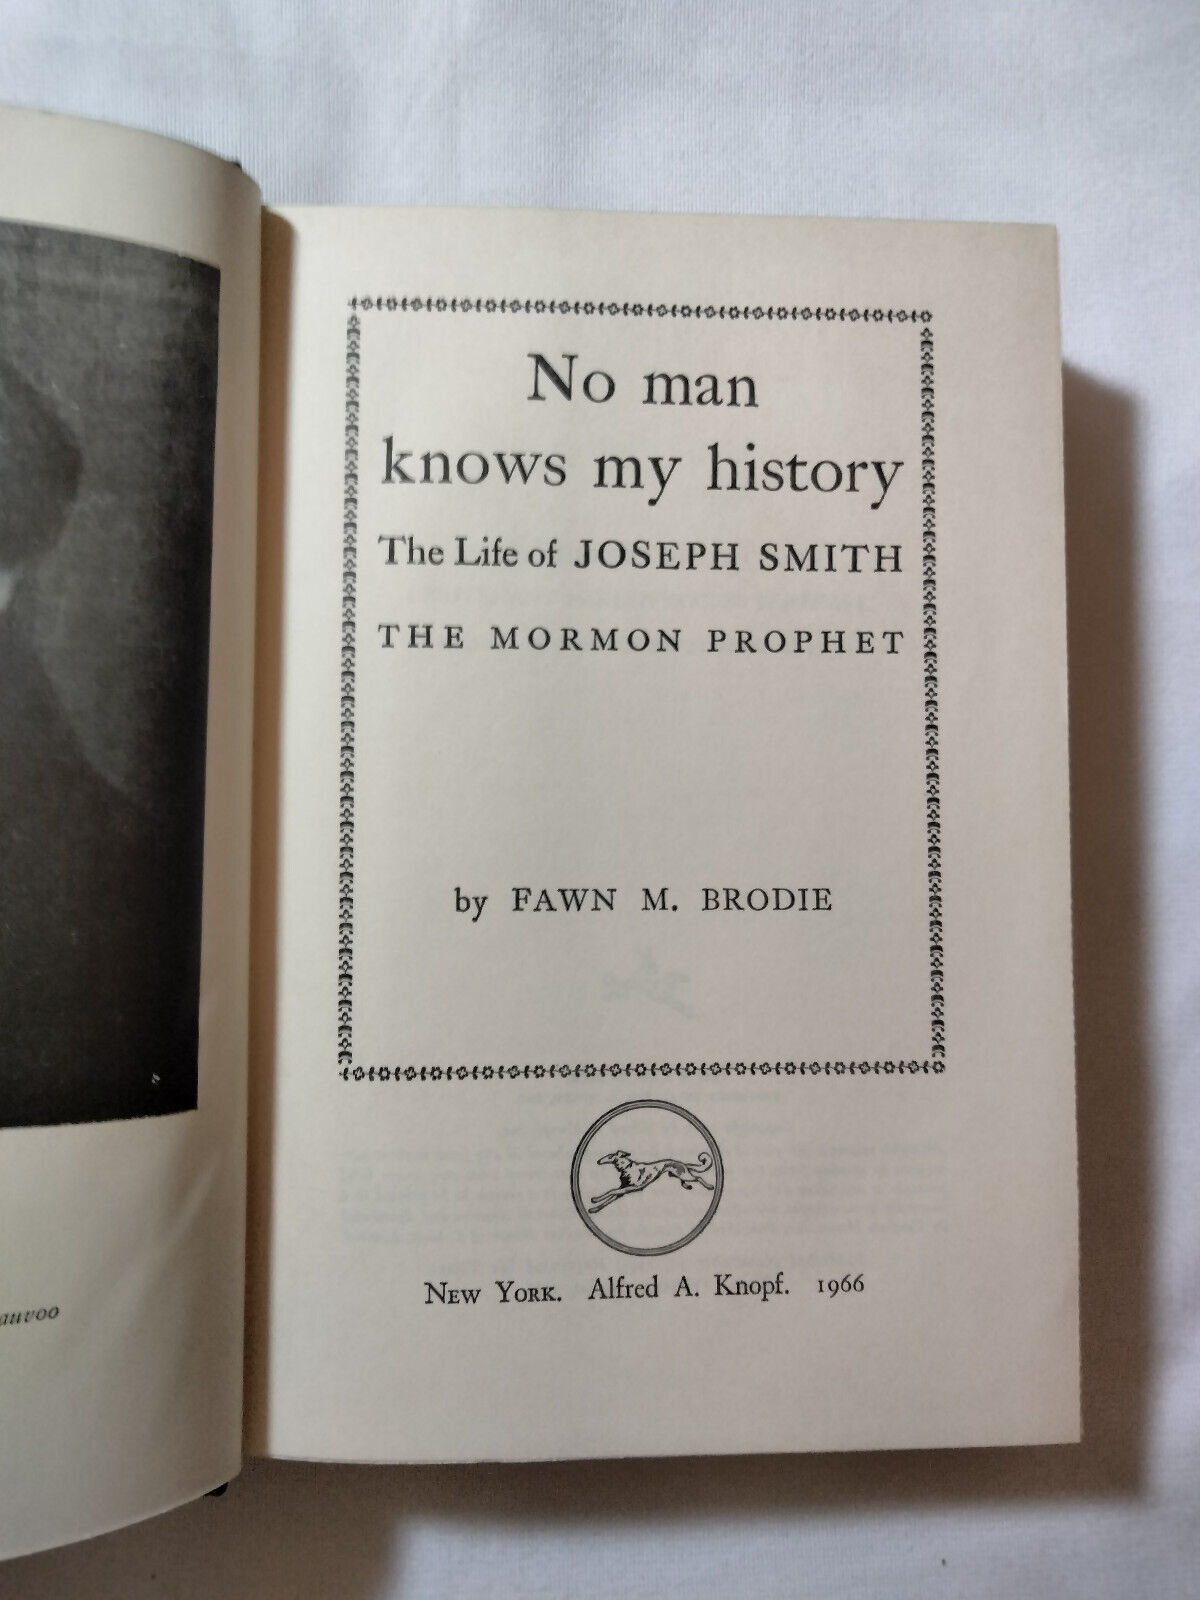 No man
knows my history
The Life of JOSEPH SMITH
THE MORMON PROPHET
by FAWN M. BRODIE
NEW YORK. Alfred A. Knopf. 1966
auvoo